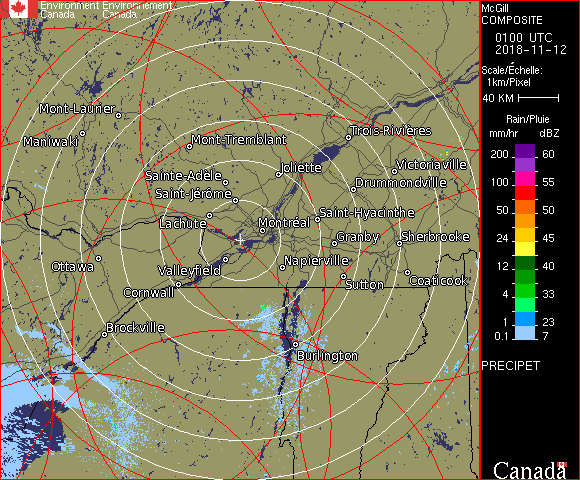 Environment Environnement
Canada Canada
McGill
COMPOSITE
0100 UTC
2018-11-12
Scale/Échelle:
1km/Pixel
40 KM
Rain/Pluie
mm/hr dBZ
200 60
100 55
50 50
24 45
12 40
4 33
1 23
0.1 7
PRECIPET
Canada
Mont-Laurier
Maniwaki
Mont-Tremblant
Trois-Rivières
Joliette
Victoriaville
Sainte-Adele
Drummondville
Saint-Jérôme
Lachute
Montréal
Saint-Hyacinthe
Granby
Sherbrooke
Ottawa
Valleyfield
Napierville
Cornwall
Sutton
Coaticook
Brockville
Burlington